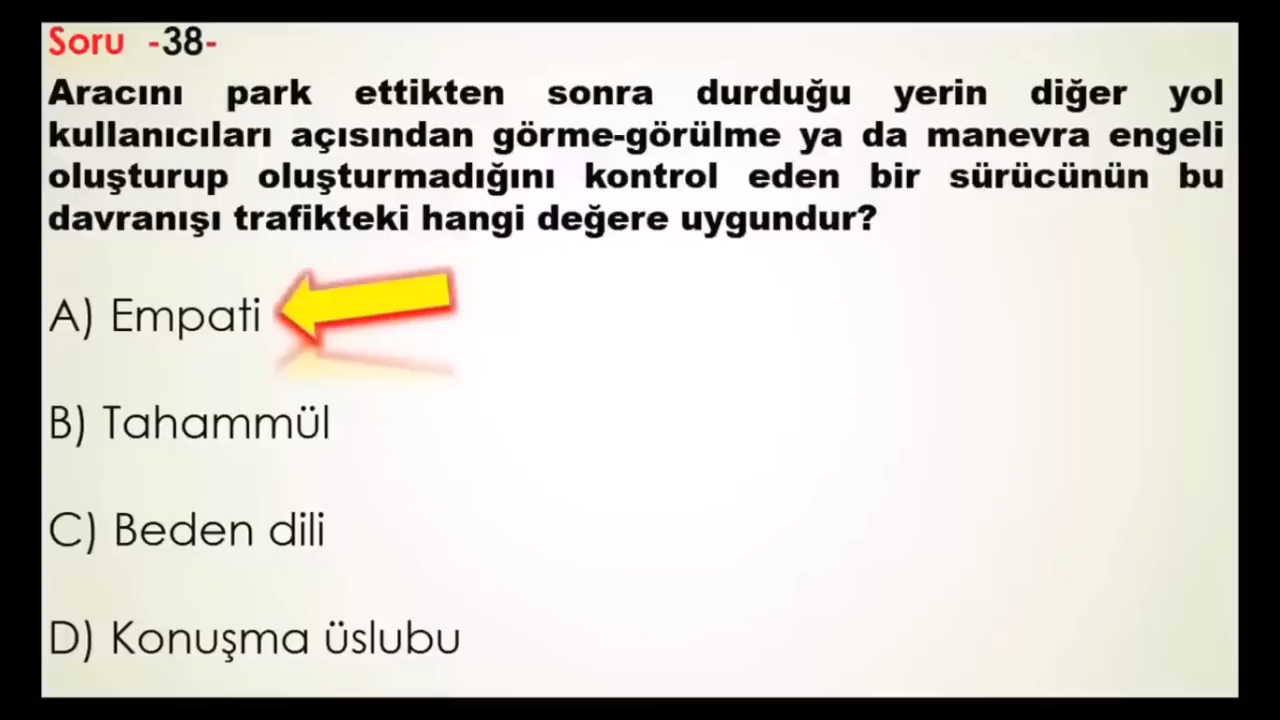 Soru -38-
Aracını park ettikten sonra durduğu yerin diğer yol
kullanıcıları açısından görme-görülme ya da manevra engeli
oluşturup oluşturmadığını kontrol eden bir sürücünün bu
davranışı trafikteki hangi değere uygundur?
A) Empati
B) Tahammül
C) Beden dili
D) Konuşma üslubu